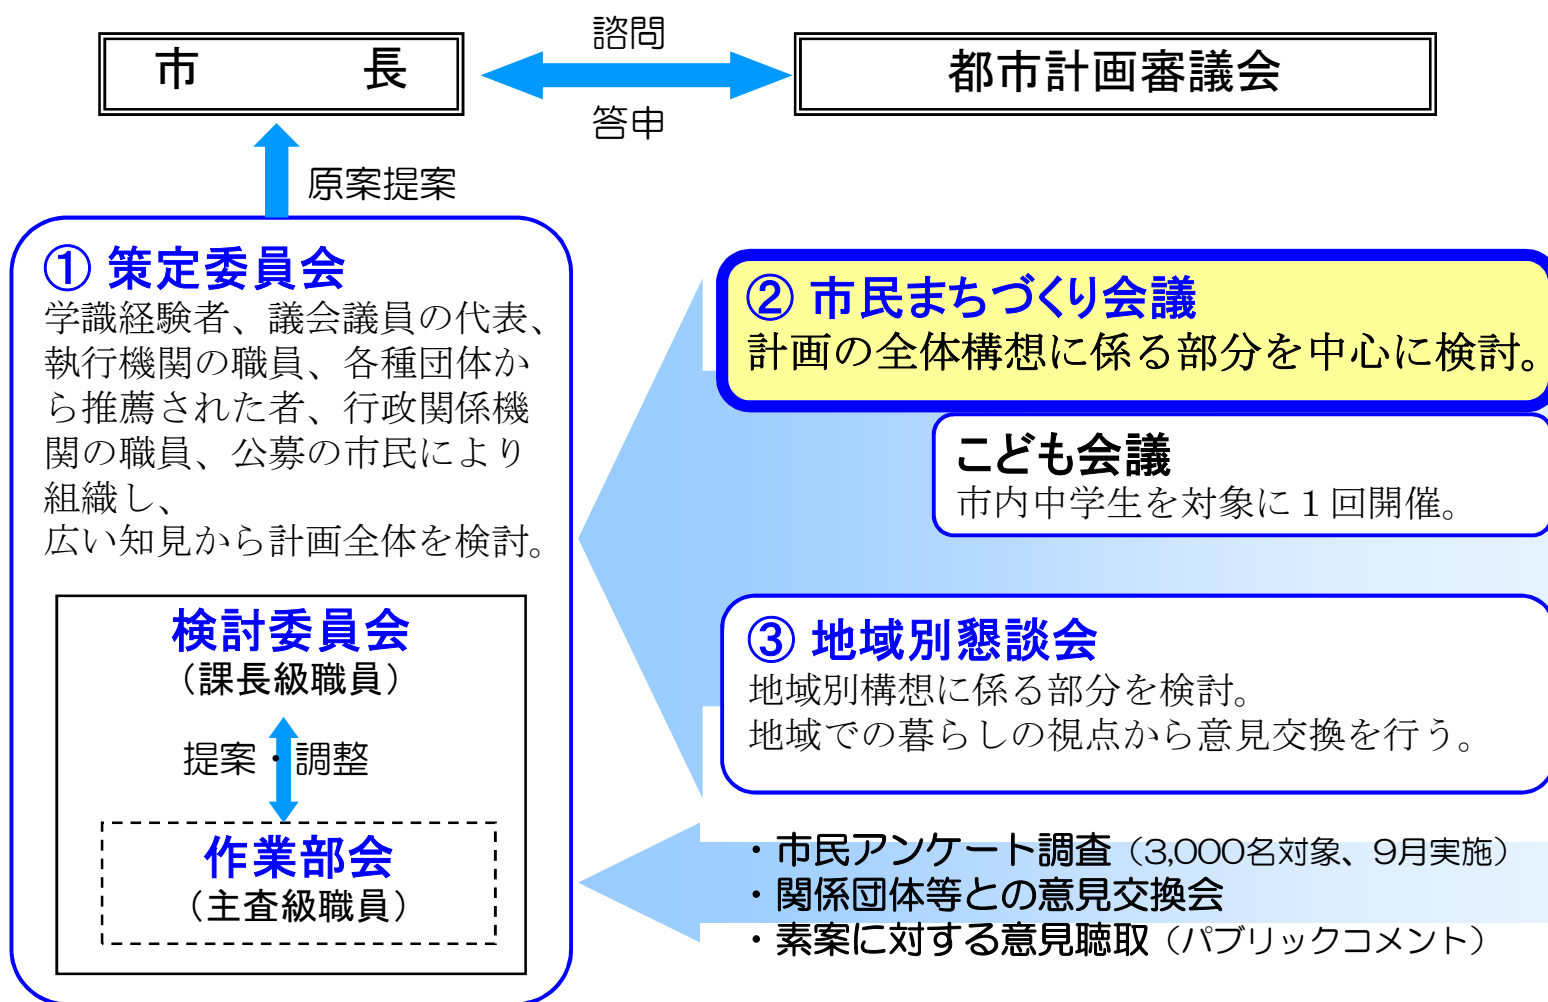 市　　　　長
諮問
答申
都市計画審議会
原案提案
① 策定委員会
学識経験者、議会議員の代表、
執行機関の職員、各種団体か
ら推薦された者、行政関係機
関の職員、公募の市民により
組織し、
広い知見から計画全体を検討。
検討委員会
（課長級職員）
提案・調整
作業部会
（主査級職員）
② 市民まちづくり会議
計画の全体構想に係る部分を中心に検討。
こども会議
市内中学生を対象に１回開催。
③ 地域別懇談会
地域別構想に係る部分を検討。
地域での暮らしの視点から意見交換を行う。
・市民アンケート調査（3,000名対象、9月実施）
・関係団体等との意見交換会
・素案に対する意見聴取（パブリックコメント）